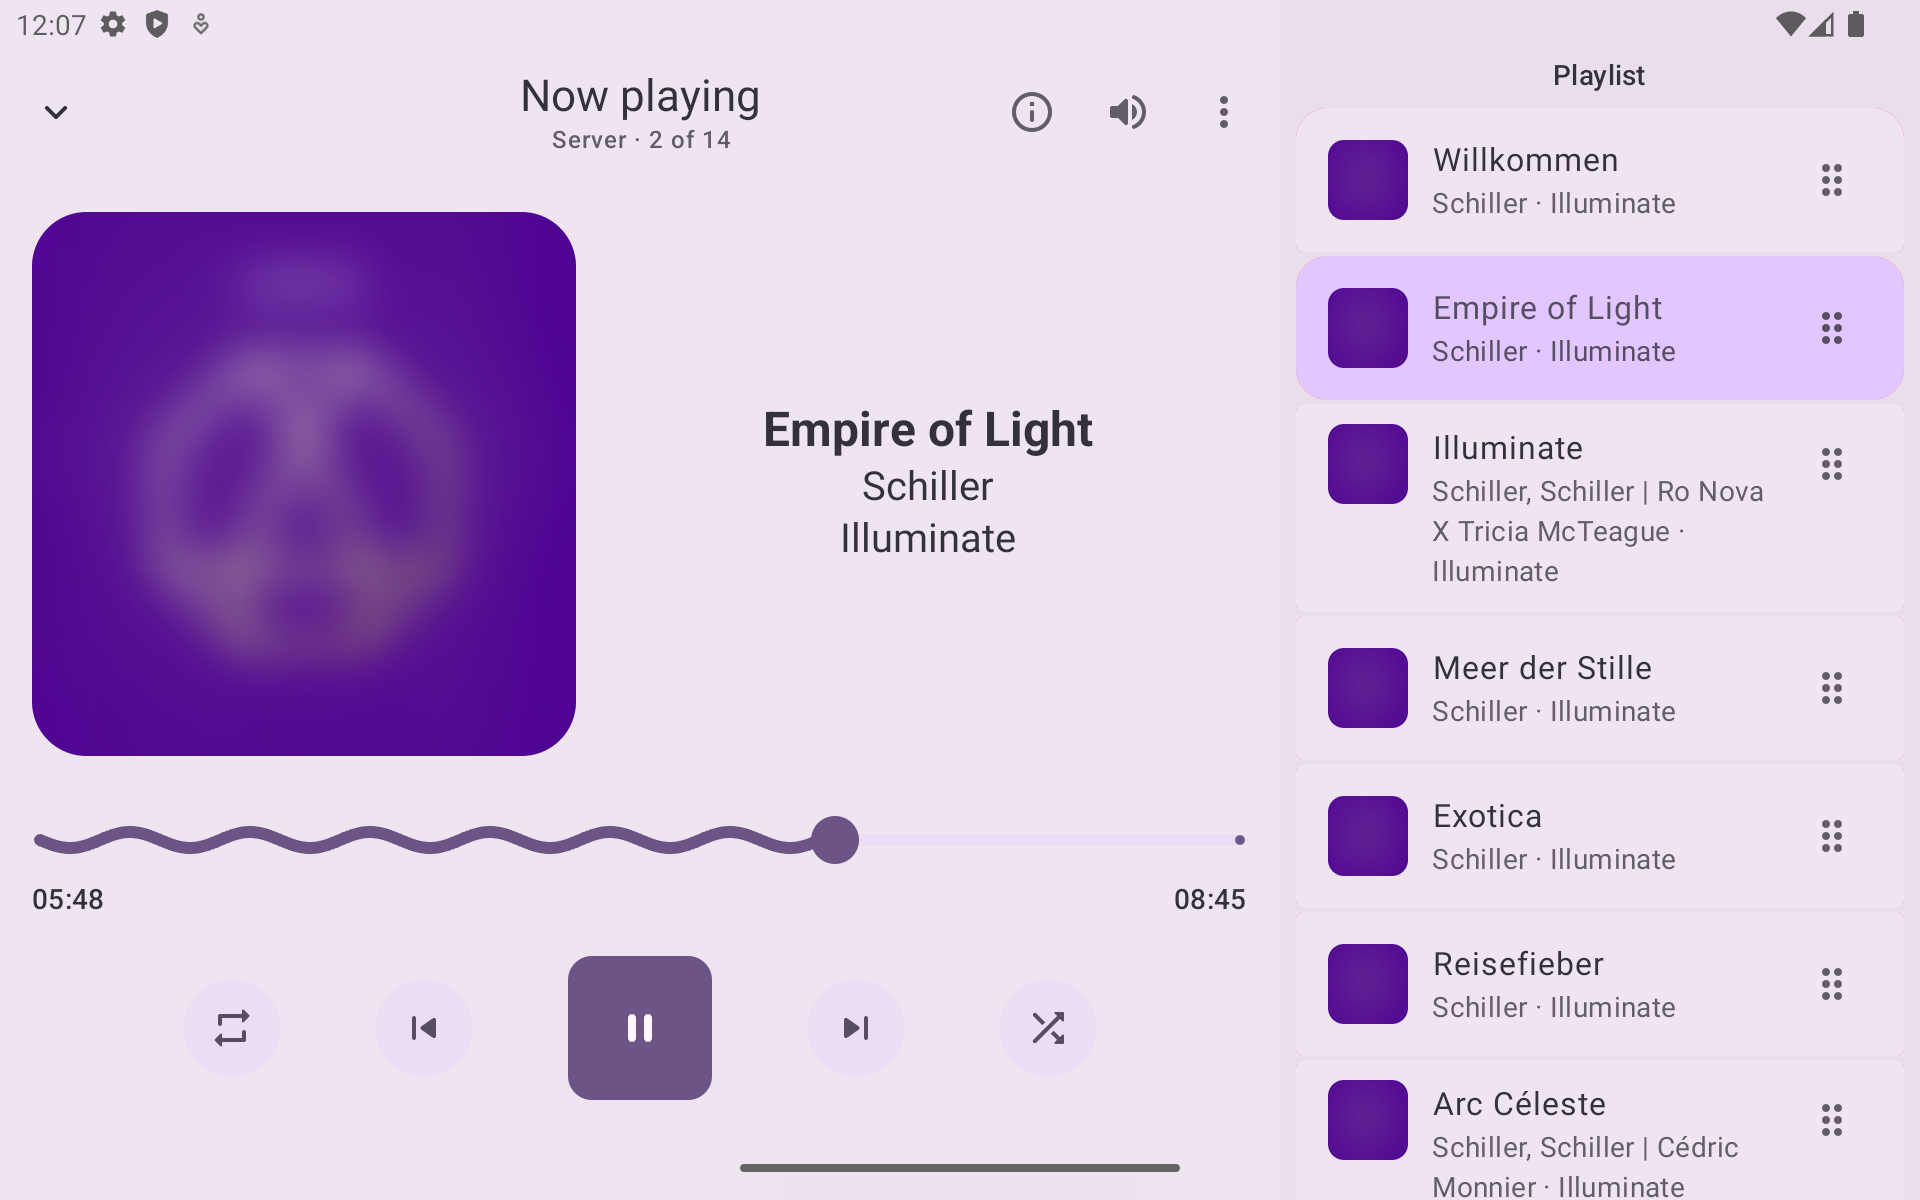 12:07
Now playing
Server · 2 of 14
Empire of Light
Schiller
Illuminate
05:48
08:45
Playlist
Willkommen
Schiller · Illuminate
Empire of Light
Schiller · Illuminate
Illuminate
Schiller, Schiller | Ro Nova
X Tricia McTeague ·
Illuminate
Meer der Stille
Schiller · Illuminate
Exotica
Schiller · Illuminate
Reisefieber
Schiller · Illuminate
Arc Céleste
Schiller, Schiller | Cédric
Monnier · Illuminate